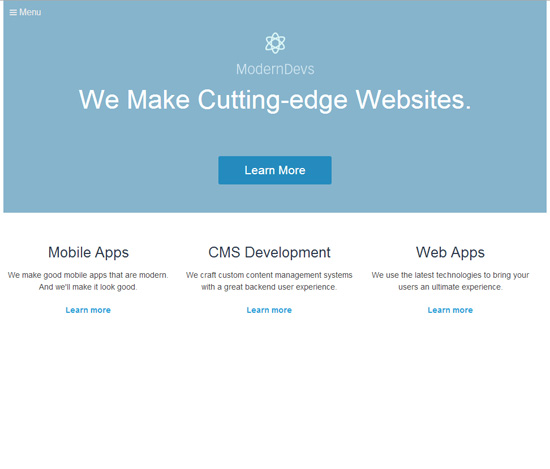 Menu
ModernDevs
We Make Cutting-edge Websites.
Learn More
Mobile Apps
We make good mobile apps that are modern.
And we'll make it look good.
Learn more
CMS Development
We craft custom content management systems
with a great backend user experience.
Learn more
Web Apps
We use the latest technologies to bring your
users an ultimate experience.
Learn more